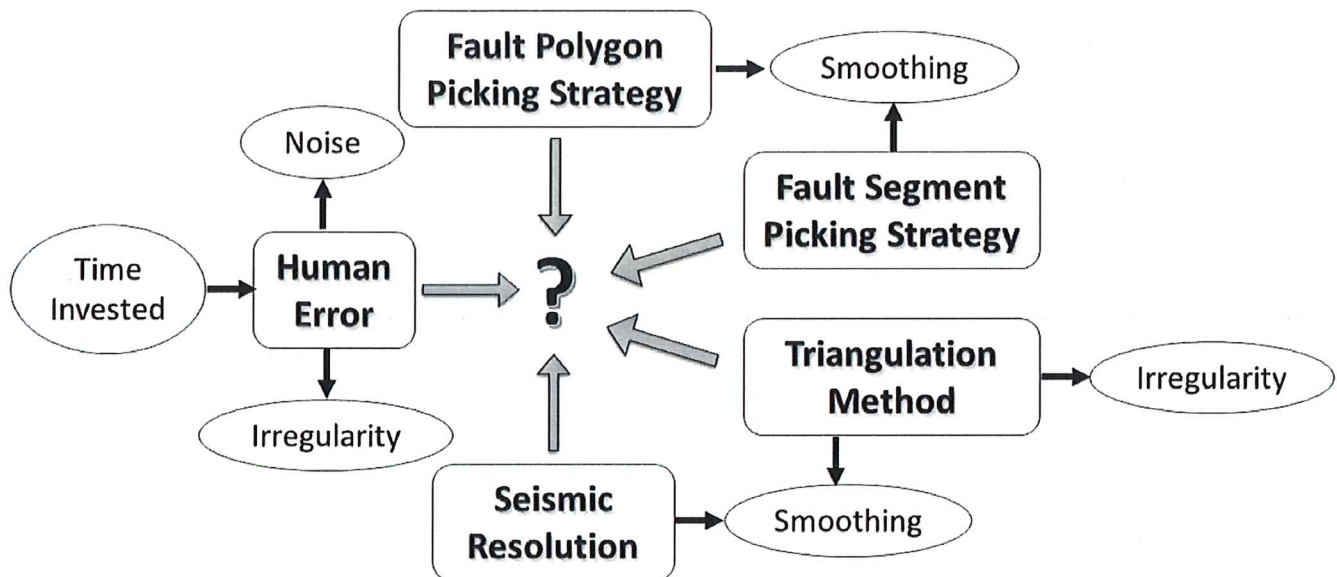 Fault Polygon
Picking Strategy
Smoothing
Noise
Fault Segment
Picking Strategy
Time
Invested
Human
Error
?
Triangulation
Method
Irregularity
Irregularity
Seismic
Resolution
Smoothing